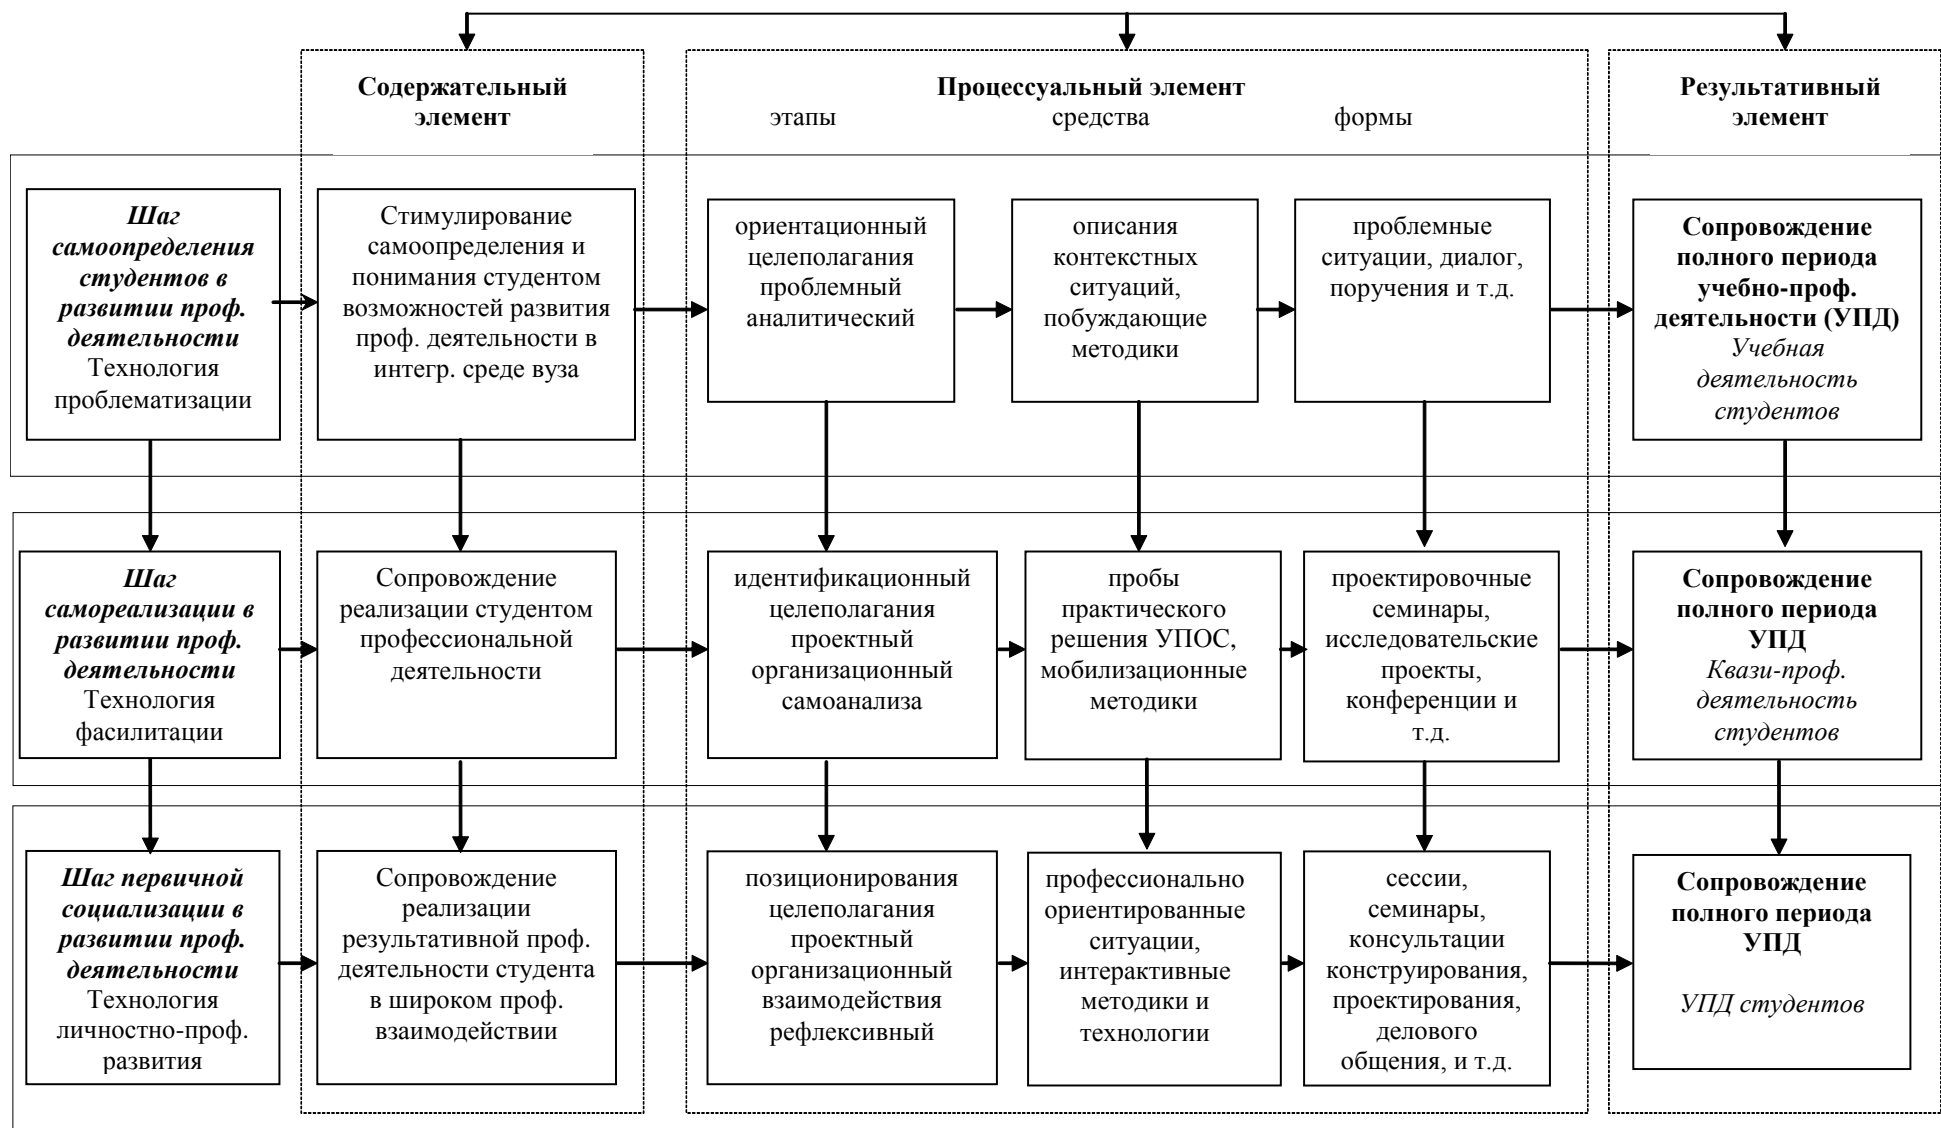 Содержательный
элемент
Процессуальный элемент
этапы средства формы
Результативный
элемент
Шаг
самоопределения
студентов в
развитии проф.
деятельности
Технология
проблематизации
Стимулирование
самоопределения и
понимания студентом
возможностей развития
проф. деятельности в
интегр. среде вуза
ориентационный
целеполагания
проблемный
аналитический
описания
контекстных
ситуаций,
побуждающие
методики
проблемные
ситуации, диалог,
поручения и т.д.
Сопровождение
полного периода
учебно-проф.
деятельности (УПД)
Учебная
деятельность
студентов
Шаг
самореализации в
развитии проф.
деятельности
Технология
фасилитации
Сопровождение
реализации студентом
профессиональной
деятельности
идентификационный
целеполагания
проектный
организационный
самоанализа
пробы
практического
решения УПОС,
мобилизационные
методики
проектировочные
семинары,
исследовательские
проекты,
конференции и
т.д.
Сопровождение
полного периода
УПД
Квази-проф.
деятельность
студентов
Шаг первичной
социализации в
развитии проф.
деятельности
Технология
личностно-проф.
развития
Сопровождение
реализации
результативной проф.
деятельности студента
в широком проф.
взаимодействии
позиционирования
целеполагания
проектный
организационный
взаимодействия
рефлексивный
профессионально
ориентированные
ситуации,
интерактивные
методики и
технологии
сессии,
семинары,
консультации
конструирования,
проектирования,
делового
общения, и т.д.
Сопровождение
полного периода
УПД
УПД студентов